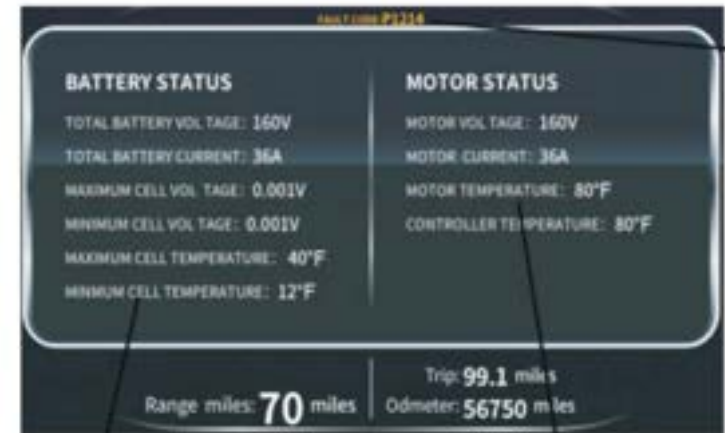 FAULT CODE:P1214
BATTERY STATUS
TOTAL BATTERY VOL TAGE: 160V
TOTAL BATTERY CURRENT: 36A
MAXIMUM CELL VOL TAGE: 0.001V
MINIMUM CELL VOL TAGE: 0.001V
MAXIMUM CELL TEMPERATURE: 40°F
MINMUM CELL TEMPERATURE: 12°F
MOTOR STATUS
MOTOR VOL TAGE: 160V
MOTOR CURRENT: 36A
MOTOR TEMPERATURE: 80°F
CONTROLLER TEMPERATURE: 80°F
Range miles: 70 miles
Trip: 99.1 miles
Odmeter: 56750 miles